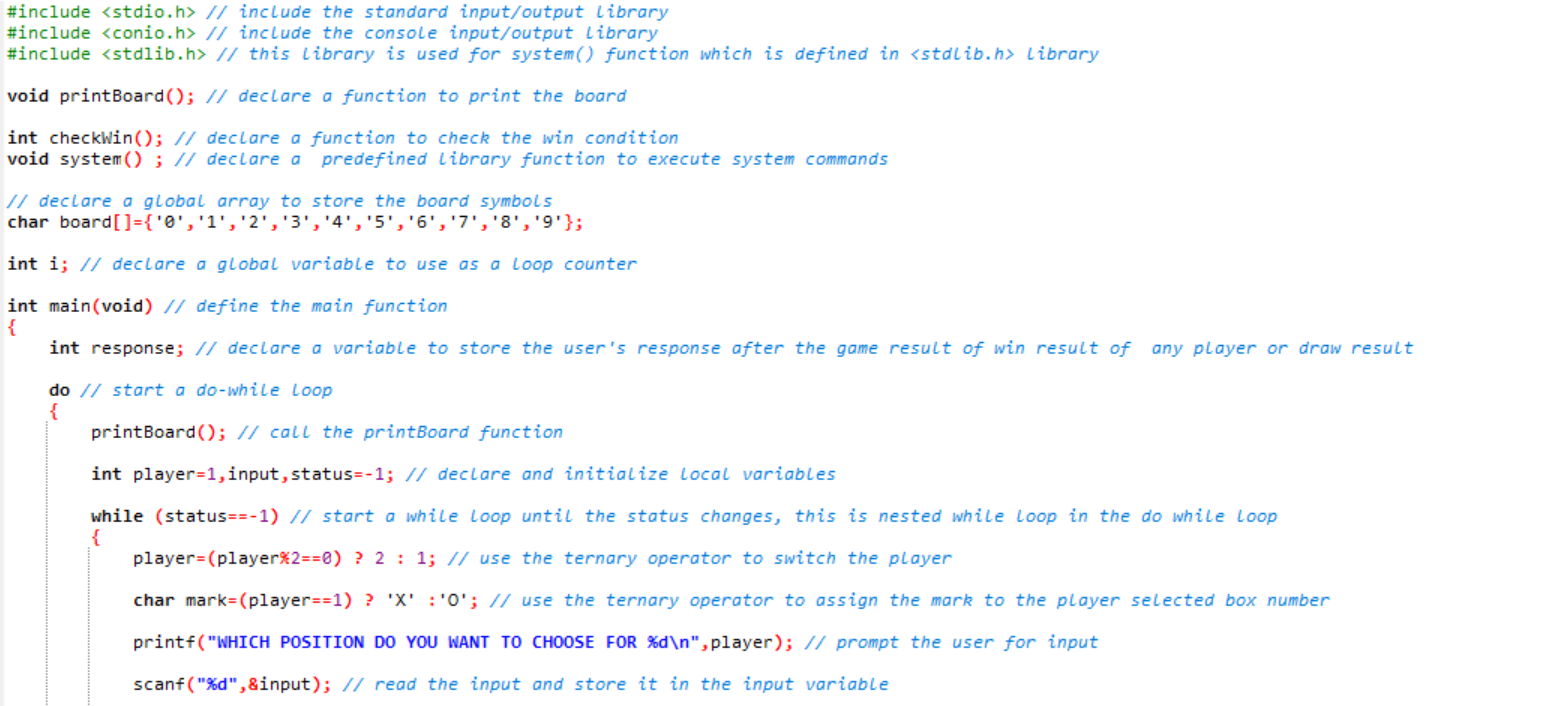 #include <stdio.h> // include the standard input/output library
#include <conio.h> // include the console input/output library
#include <stdlib.h> // this library is used for system() function which is defined in <stdlib.h> library
void printBoard(); // declare a function to print the board
int checkWin(); // declare a function to check the win condition
void system() ; // declare a  predefined library function to execute system commands
// declare a global array to store the board symbols
char board[]={'0','1','2','3','4','5','6','7','8','9'};
int i; // declare a global variable to use as a loop counter
int main(void) // define the main function
{
    int response; // declare a variable to store the user's response after the game result of win result of  any player or draw result
    do // start a do-while loop
    {
        printBoard(); // call the printBoard function
        int player=1,input,status=-1; // declare and initialize local variables
        while (status==-1) // start a while loop until the status changes, this is nested while loop in the do while loop
        {
            player=(player%2==0) ? 2 : 1; // use the ternary operator to switch the player
            char mark=(player==1) ? 'X' :'O'; // use the ternary operator to assign the mark to the player selected box number
            printf("WHICH POSITION DO YOU WANT TO CHOOSE FOR %d\n",player); // prompt the user for input
            scanf("%d",&input); // read the input and store it in the input variable